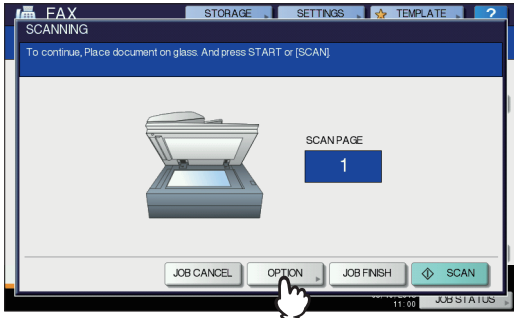 FAX STORAGE SETTINGS TEMPLATE ?
SCANNING
To continue, Place document on glass. And press START or [SCAN]
SCAN PAGE
1
JOB CANCEL OPTION JOB FINISH SCAN
11:00 JOB STATUS